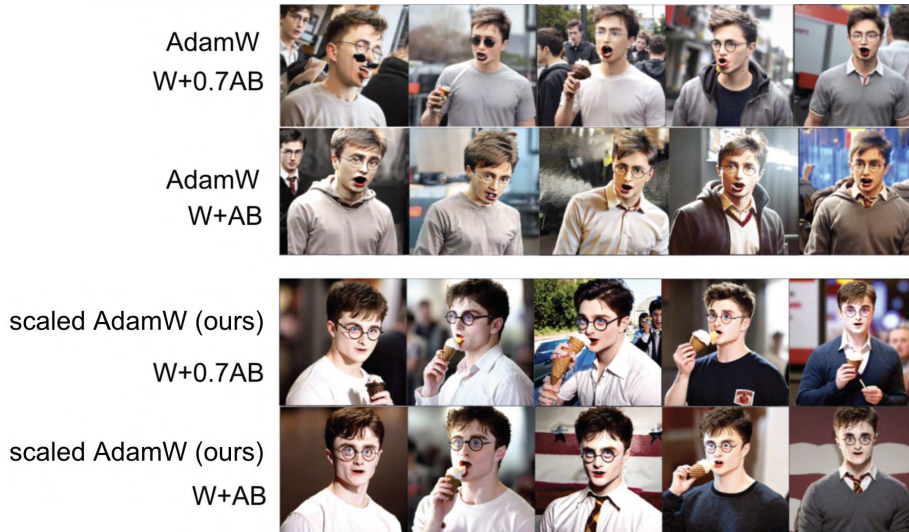 AdamW
W+0.7AB
AdamW
W+AB
scaled AdamW (ours)
W+0.7AB
scaled AdamW (ours)
W+AB